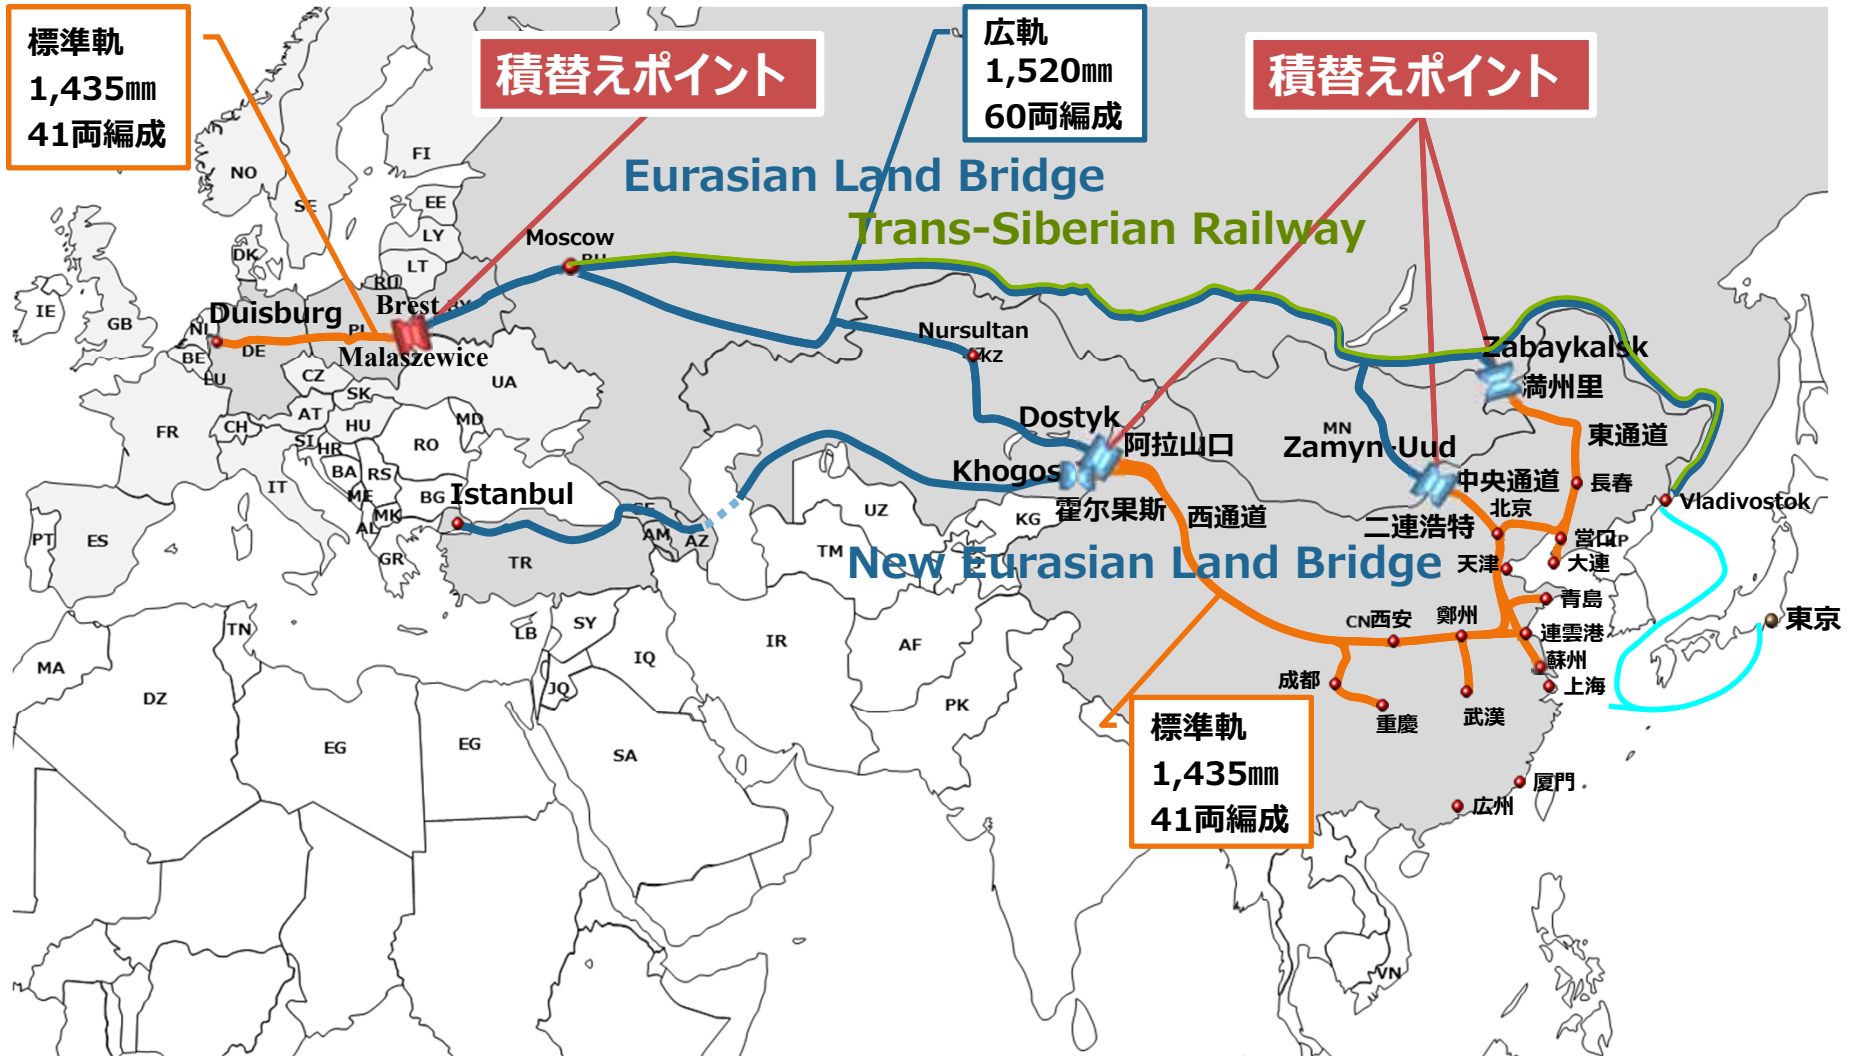 標準軌
1,435㎜
41両編成
積替えポイント
広軌
1,520㎜
60両編成
積替えポイント
Eurasian Land Bridge
Trans-Siberian Railway
FI
NO
SE
EE
LY
LT
RU
DK
IE
GB
Moscow
RU
Duisburg
Brest
BY
NL
DE
PL
Malaszewice
BE
LU
CZ
SK
UA
AT
HU
MD
FR
CH
SI
HR
RO
BA
RS
IT
ME
BG
Istanbul
MK
AL
GR
PT
ES
TR
GE
AM
AZ
Nursultan
KZ
Dostyk
阿拉山口
Khogos
霍尔果斯
西通道
UZ
KG
TM
New Eurasian Land Bridge
MN
Zamyn-Uud
二連浩特
中央通道
Zabaykalsk
満州里
東通道
長春
北京
営口
大連
天津
Vladivostok
青島
連雲港
蘇州
上海
東京
CN
西安
鄭州
成都
重慶
武漢
厦門
広州
標準軌
1,435㎜
41両編成
TN
LB
SY
IQ
JO
IR
AF
PK
MA
DZ
EG
EG
SA
VN